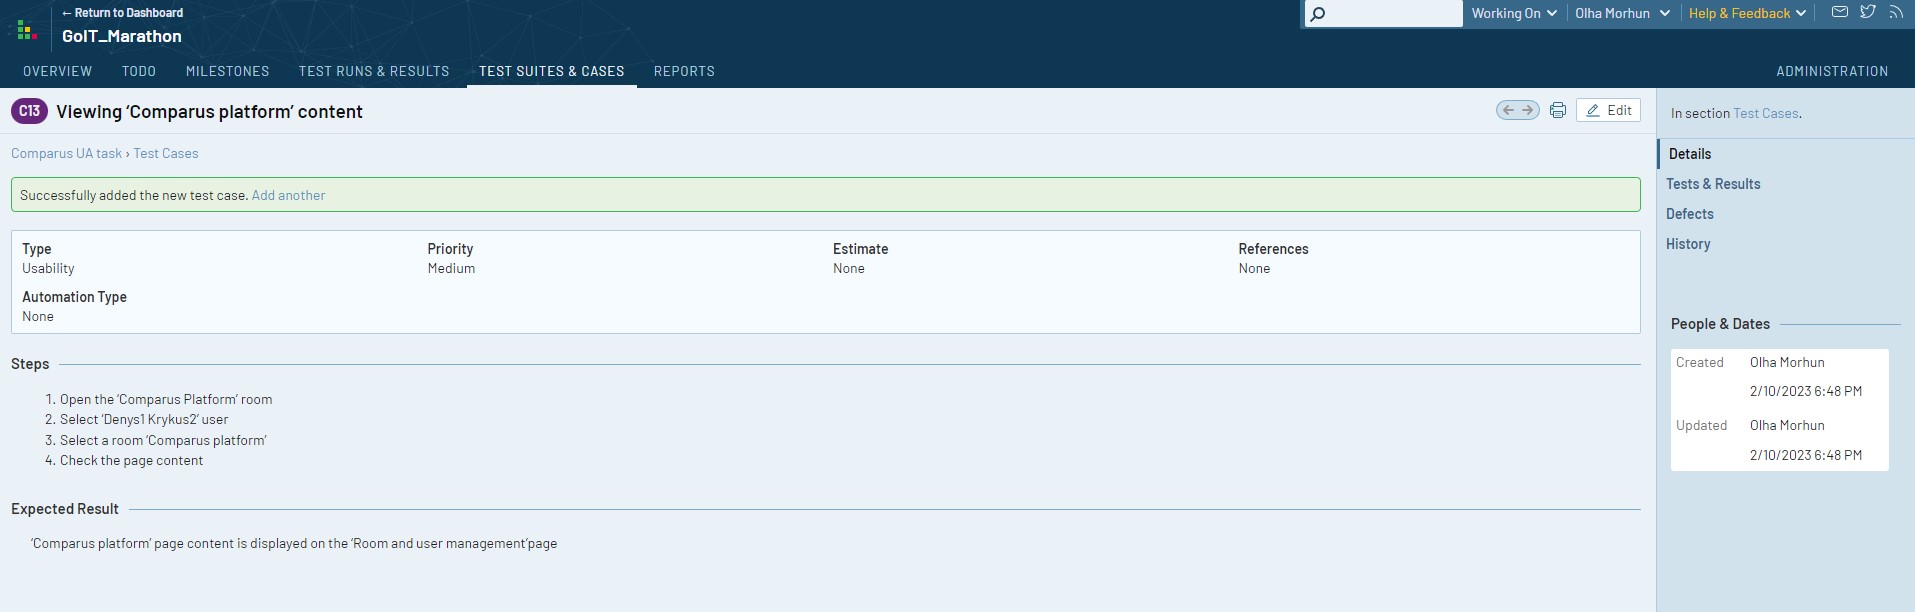 ← Return to Dashboard
GoIT_Marathon
Working On
Olha Morhun
Help & Feedback
OVERVIEW
TODO
MILESTONES
TEST RUNS & RESULTS
TEST SUITES & CASES
REPORTS
ADMINISTRATION
C13 Viewing ‘Comparus platform’ content
Edit
Comparus UA task › Test Cases
Successfully added the new test case. Add another
Type
Usability
Priority
Medium
Estimate
None
References
None
Automation Type
None
Steps
1. Open the ‘Comparus Platform’ room
2. Select ‘Denys1 Krykus2’ user
3. Select a room ‘Comparus platform’
4. Check the page content
Expected Result
‘Comparus platform’ page content is displayed on the ‘Room and user management’page
In section Test Cases.
Details
Tests & Results
Defects
History
People & Dates
Created Olha Morhun
2/10/2023 6:48 PM
Updated Olha Morhun
2/10/2023 6:48 PM